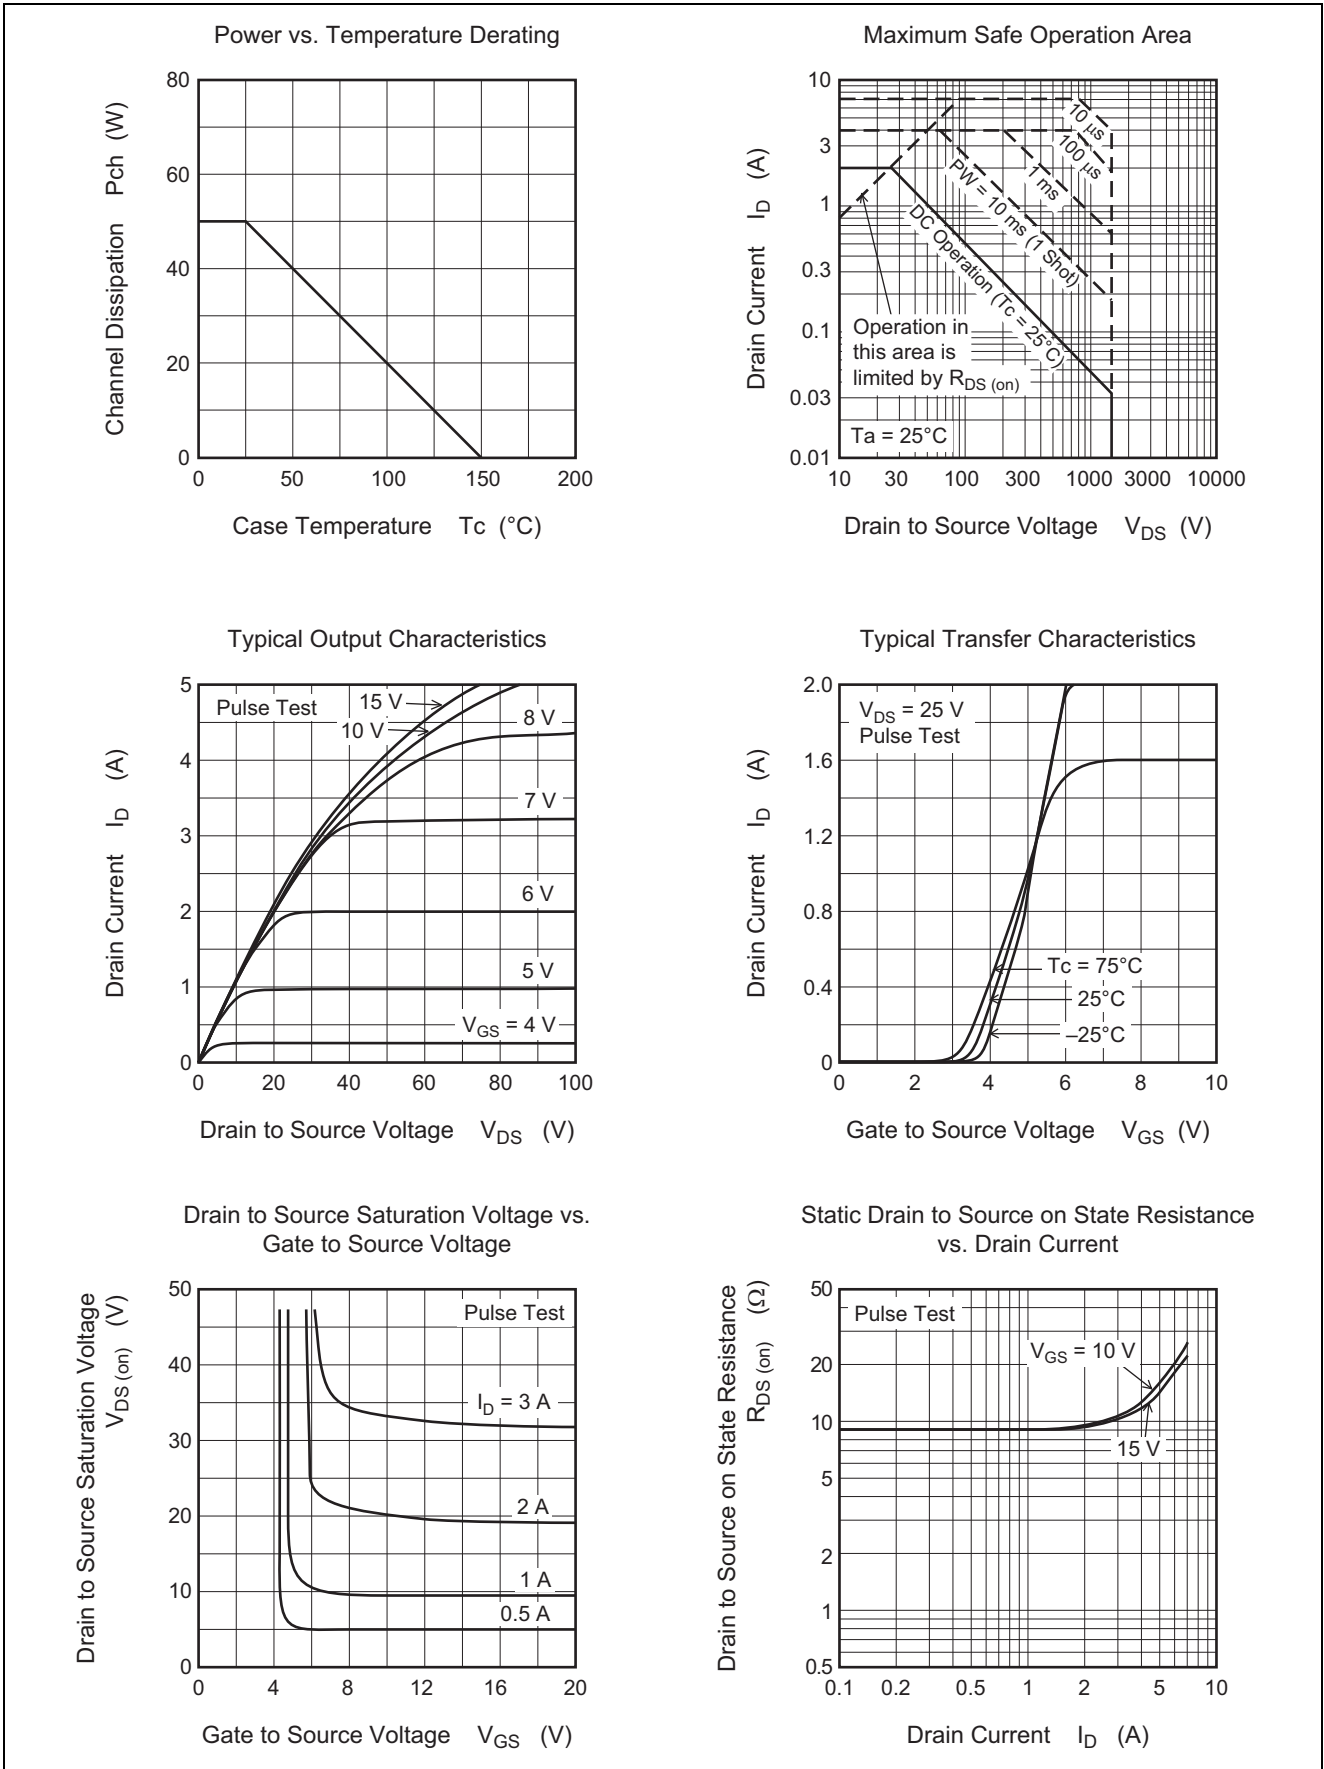 Power vs. Temperature Derating
Channel Dissipation Pch (W)
80
60
40
20
0
0 50 100 150 200
Case Temperature Tc (°C)
Maximum Safe Operation Area
Drain Current I_D (A)
10
3
1
0.3
0.1
0.03
0.01
10 μs
100 μs
1 ms
PW = 10 ms (1 Shot)
DC Operation (Tc = 25°C)
Operation in
this area is
limited by R_DS (on)
Ta = 25°C
10 30 100 300 1000 3000 10000
Drain to Source Voltage V_DS (V)
Typical Output Characteristics
Drain Current I_D (A)
5
4
3
2
1
0
Pulse Test
15 V
10 V
8 V
7 V
6 V
5 V
V_GS = 4 V
0 20 40 60 80 100
Drain to Source Voltage V_DS (V)
Typical Transfer Characteristics
Drain Current I_D (A)
2.0
1.6
1.2
0.8
0.4
0
V_DS = 25 V
Pulse Test
Tc = 75°C
25°C
–25°C
0 2 4 6 8 10
Gate to Source Voltage V_GS (V)
Drain to Source Saturation Voltage vs.
Gate to Source Voltage
Drain to Source Saturation Voltage
V_DS (on) (V)
50
40
30
20
10
0
Pulse Test
I_D = 3 A
2 A
1 A
0.5 A
0 4 8 12 16 20
Gate to Source Voltage V_GS (V)
Static Drain to Source on State Resistance
vs. Drain Current
Drain to Source on State Resistance
R_DS (on) (Ω)
50
20
10
5
2
1
0.5
Pulse Test
V_GS = 10 V
15 V
0.1 0.2 0.5 1 2 5 10
Drain Current I_D (A)